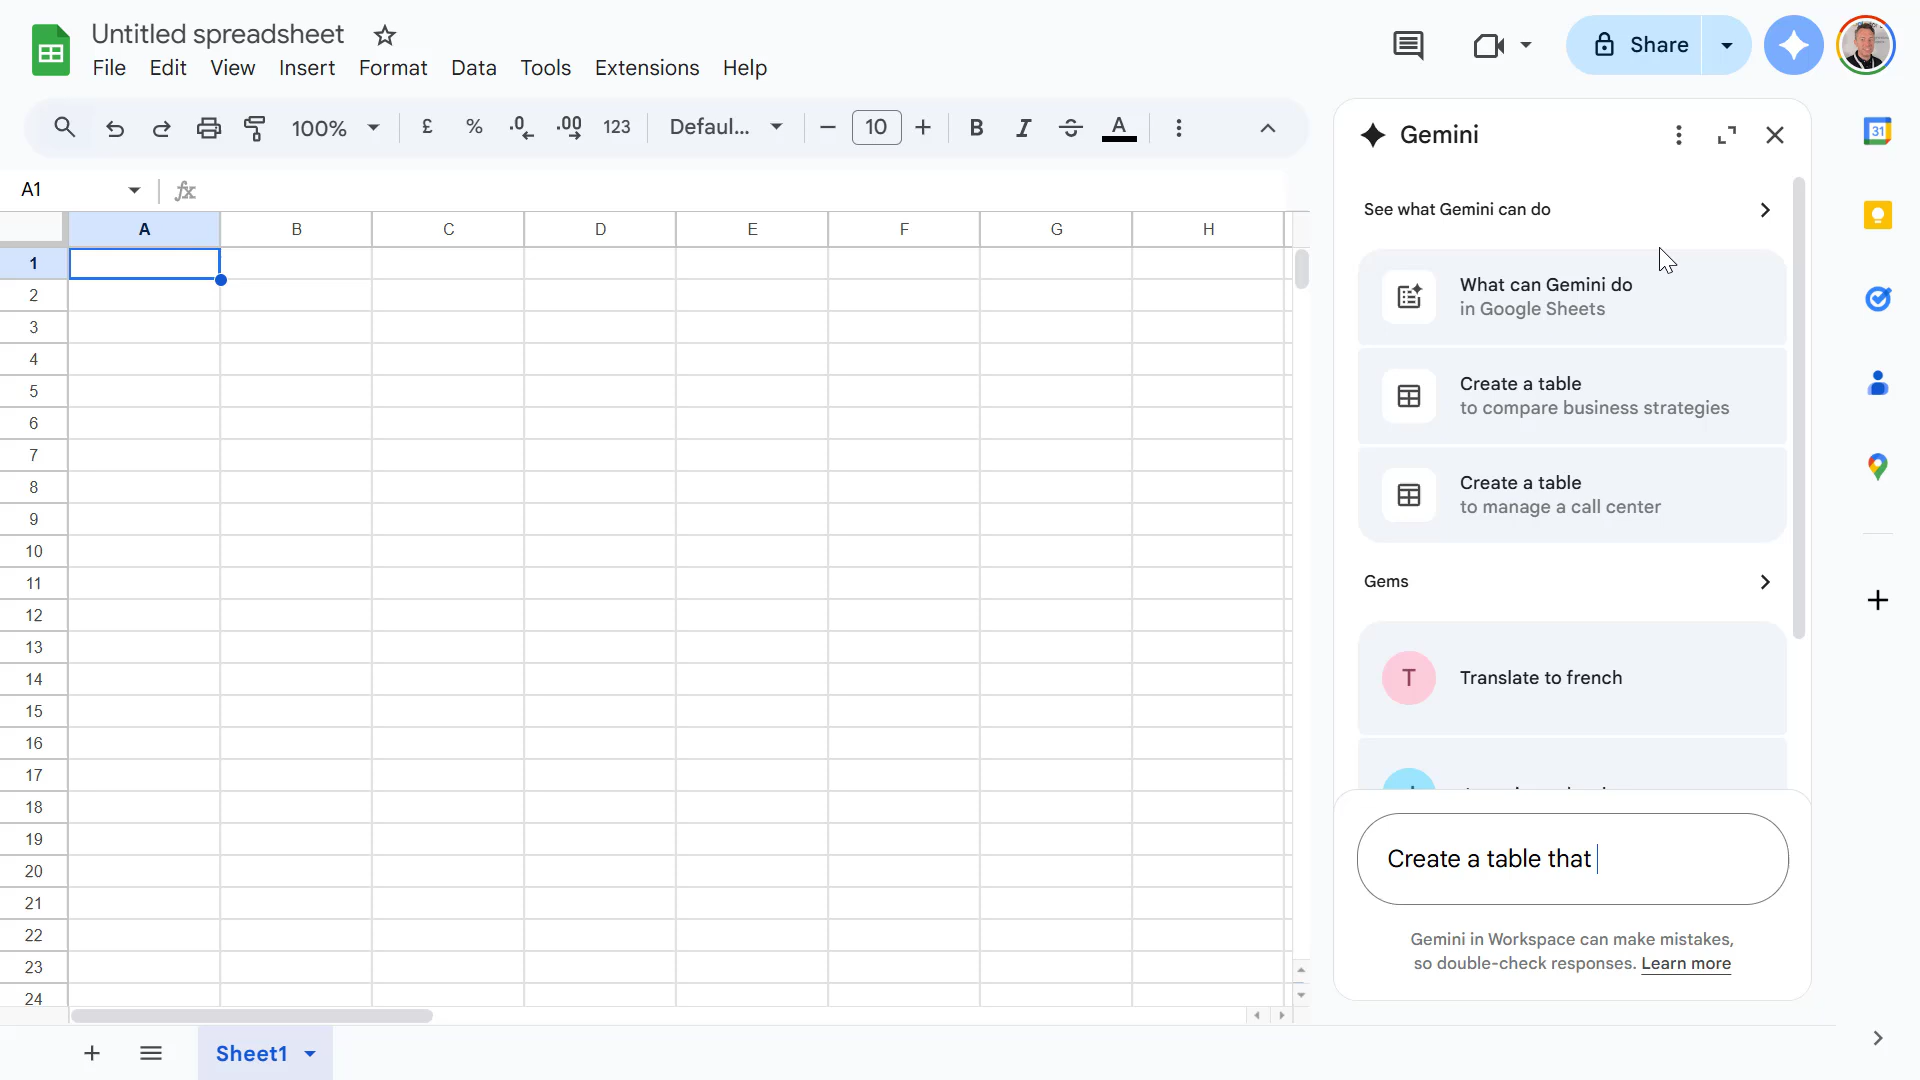 Untitled spreadsheet
File Edit View Insert Format Data Tools Extensions Help
Share
100% £ % .0 .00 123 Defaul... 10 B I S A
A1 fx
A B C D E F G H
1
2
3
4
5
6
7
8
9
10
11
12
13
14
15
16
17
18
19
20
21
22
23
24
Sheet1
Gemini
See what Gemini can do
What can Gemini do
in Google Sheets
Create a table
to compare business strategies
Create a table
to manage a call center
Gems
T Translate to french
Create a table that
Gemini in Workspace can make mistakes,
so double-check responses. Learn more
31